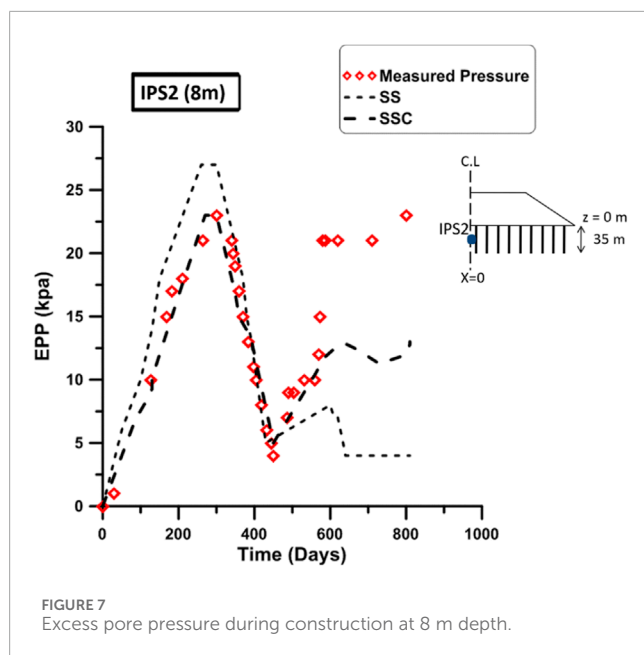 IPS2 (8m)
Measured Pressure
SS
SSC
30
25
20
15
10
5
0
EPP (kpa)
0
200
400
600
800
1000
Time (Days)
C.L
z = 0 m
IPS2
35 m
X=0
FIGURE 7
Excess pore pressure during construction at 8 m depth.